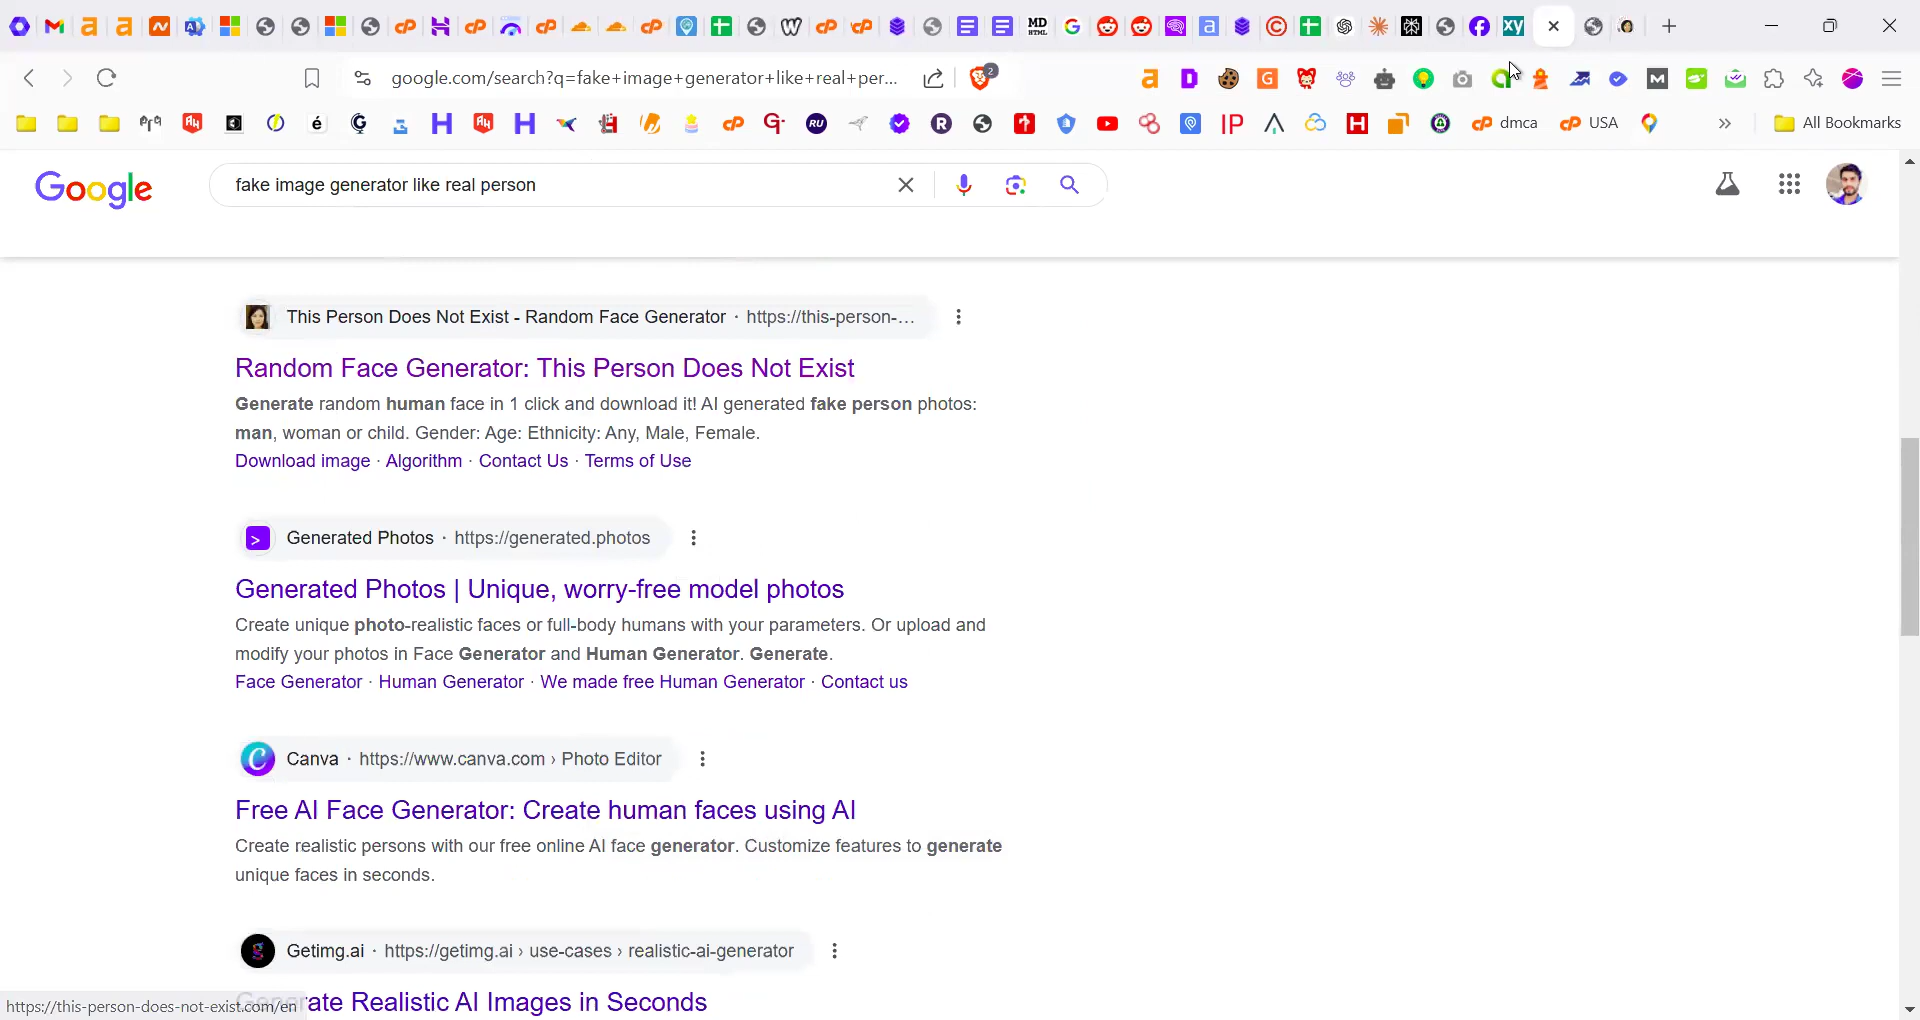 google.com/search?q=fake+image+generator+like+real+per...
2
dmca
USA
All Bookmarks
Google
fake image generator like real person
This Person Does Not Exist - Random Face Generator · https://this-person-...
Random Face Generator: This Person Does Not Exist
Generate random human face in 1 click and download it! AI generated fake person photos:
man, woman or child. Gender: Age: Ethnicity: Any, Male, Female.
Download image · Algorithm · Contact Us · Terms of Use
Generated Photos · https://generated.photos
Generated Photos | Unique, worry-free model photos
Create unique photo-realistic faces or full-body humans with your parameters. Or upload and
modify your photos in Face Generator and Human Generator. Generate.
Face Generator · Human Generator · We made free Human Generator · Contact us
Canva · https://www.canva.com › Photo Editor
Free AI Face Generator: Create human faces using AI
Create realistic persons with our free online AI face generator. Customize features to generate
unique faces in seconds.
Getimg.ai · https://getimg.ai › use-cases › realistic-ai-generator
Generate Realistic AI Images in Seconds
https://this-person-does-not-exist.com/en